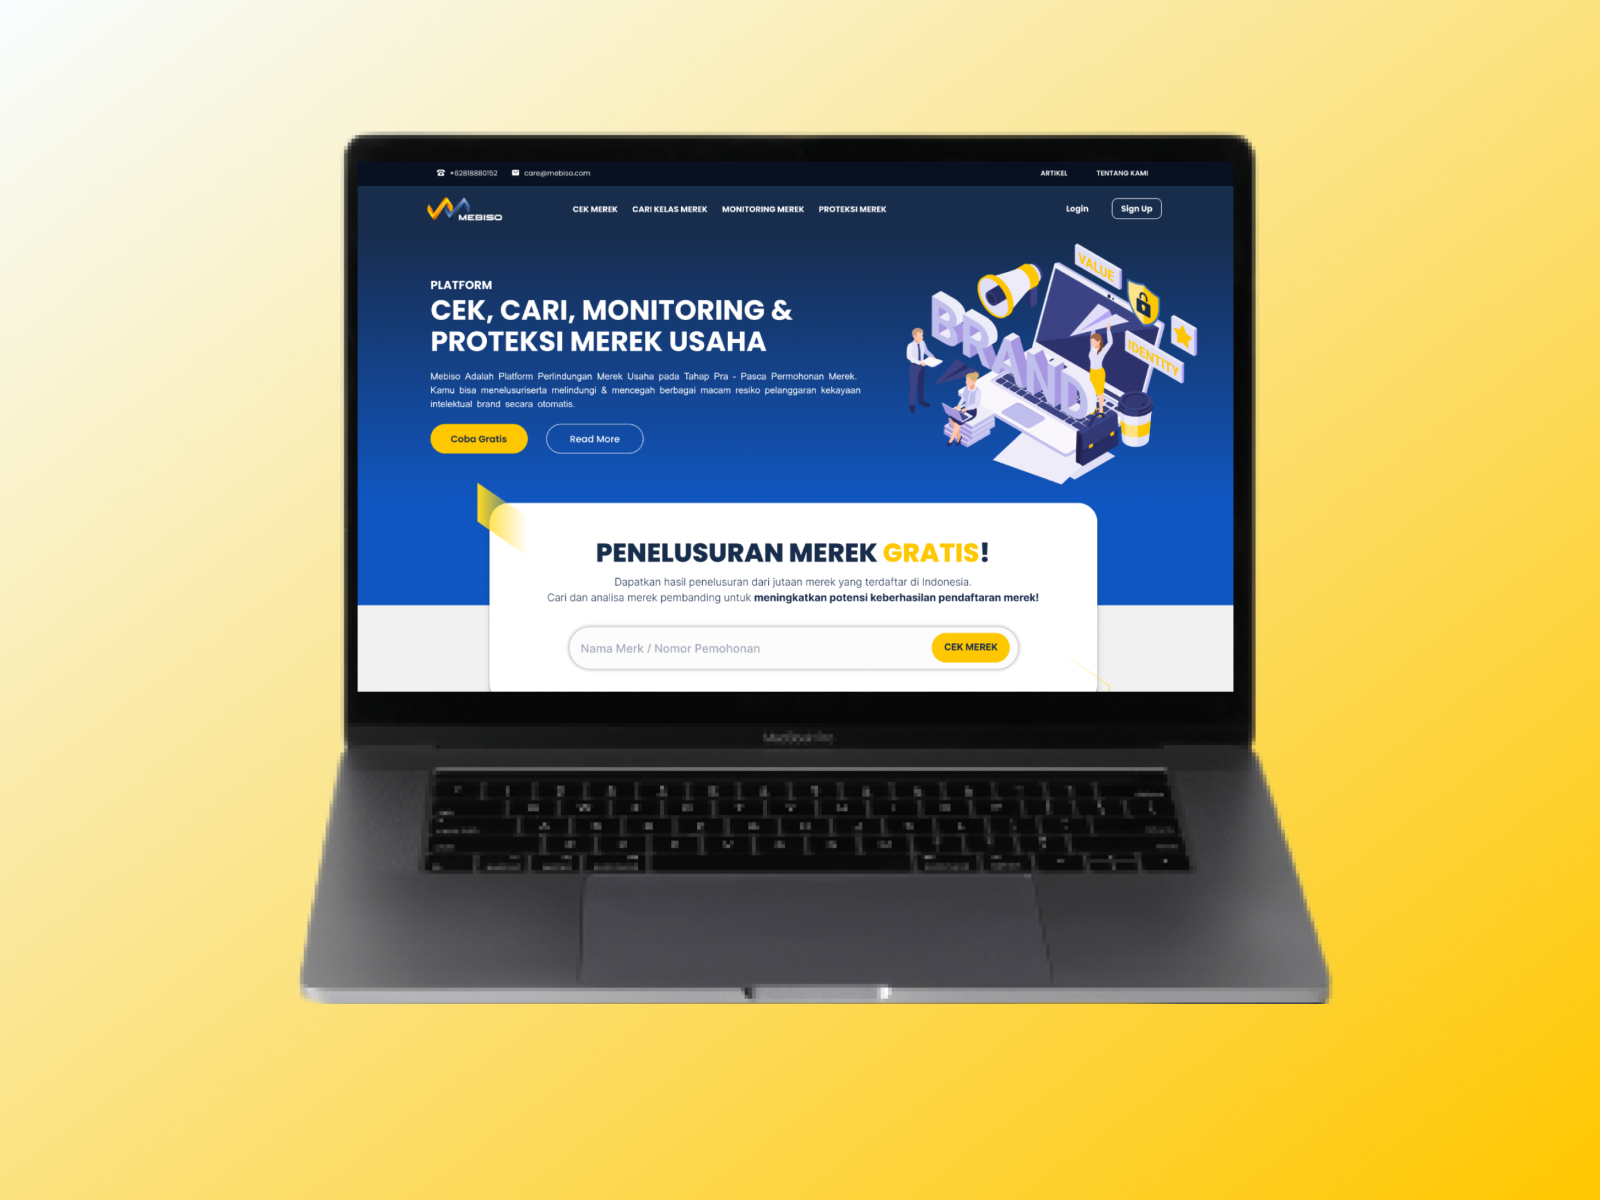 +62818880152 care@mebiso.com ARTIKEL TENTANG KAMI
MEBISO CEK MEREK CARI KELAS MEREK MONITORING MEREK PROTEKSI MEREK Login Sign Up
PLATFORM
CEK, CARI, MONITORING &
PROTEKSI MEREK USAHA
Mebiso Adalah Platform Perlindungan Merek Usaha pada Tahap Pra - Pasca Permohonan Merek.
Kamu bisa menelusuriserta melindungi & mencegah berbagai macam resiko pelanggaran kekayaan
intelektual brand secara otomatis.
Coba Gratis Read More
VALUE
BRAND
IDENTITY
PENELUSURAN MEREK GRATIS!
Dapatkan hasil penelusuran dari jutaan merek yang terdaftar di Indonesia.
Cari dan analisa merek pembanding untuk meningkatkan potensi keberhasilan pendaftaran merek!
Nama Merk / Nomor Pemohonan CEK MEREK